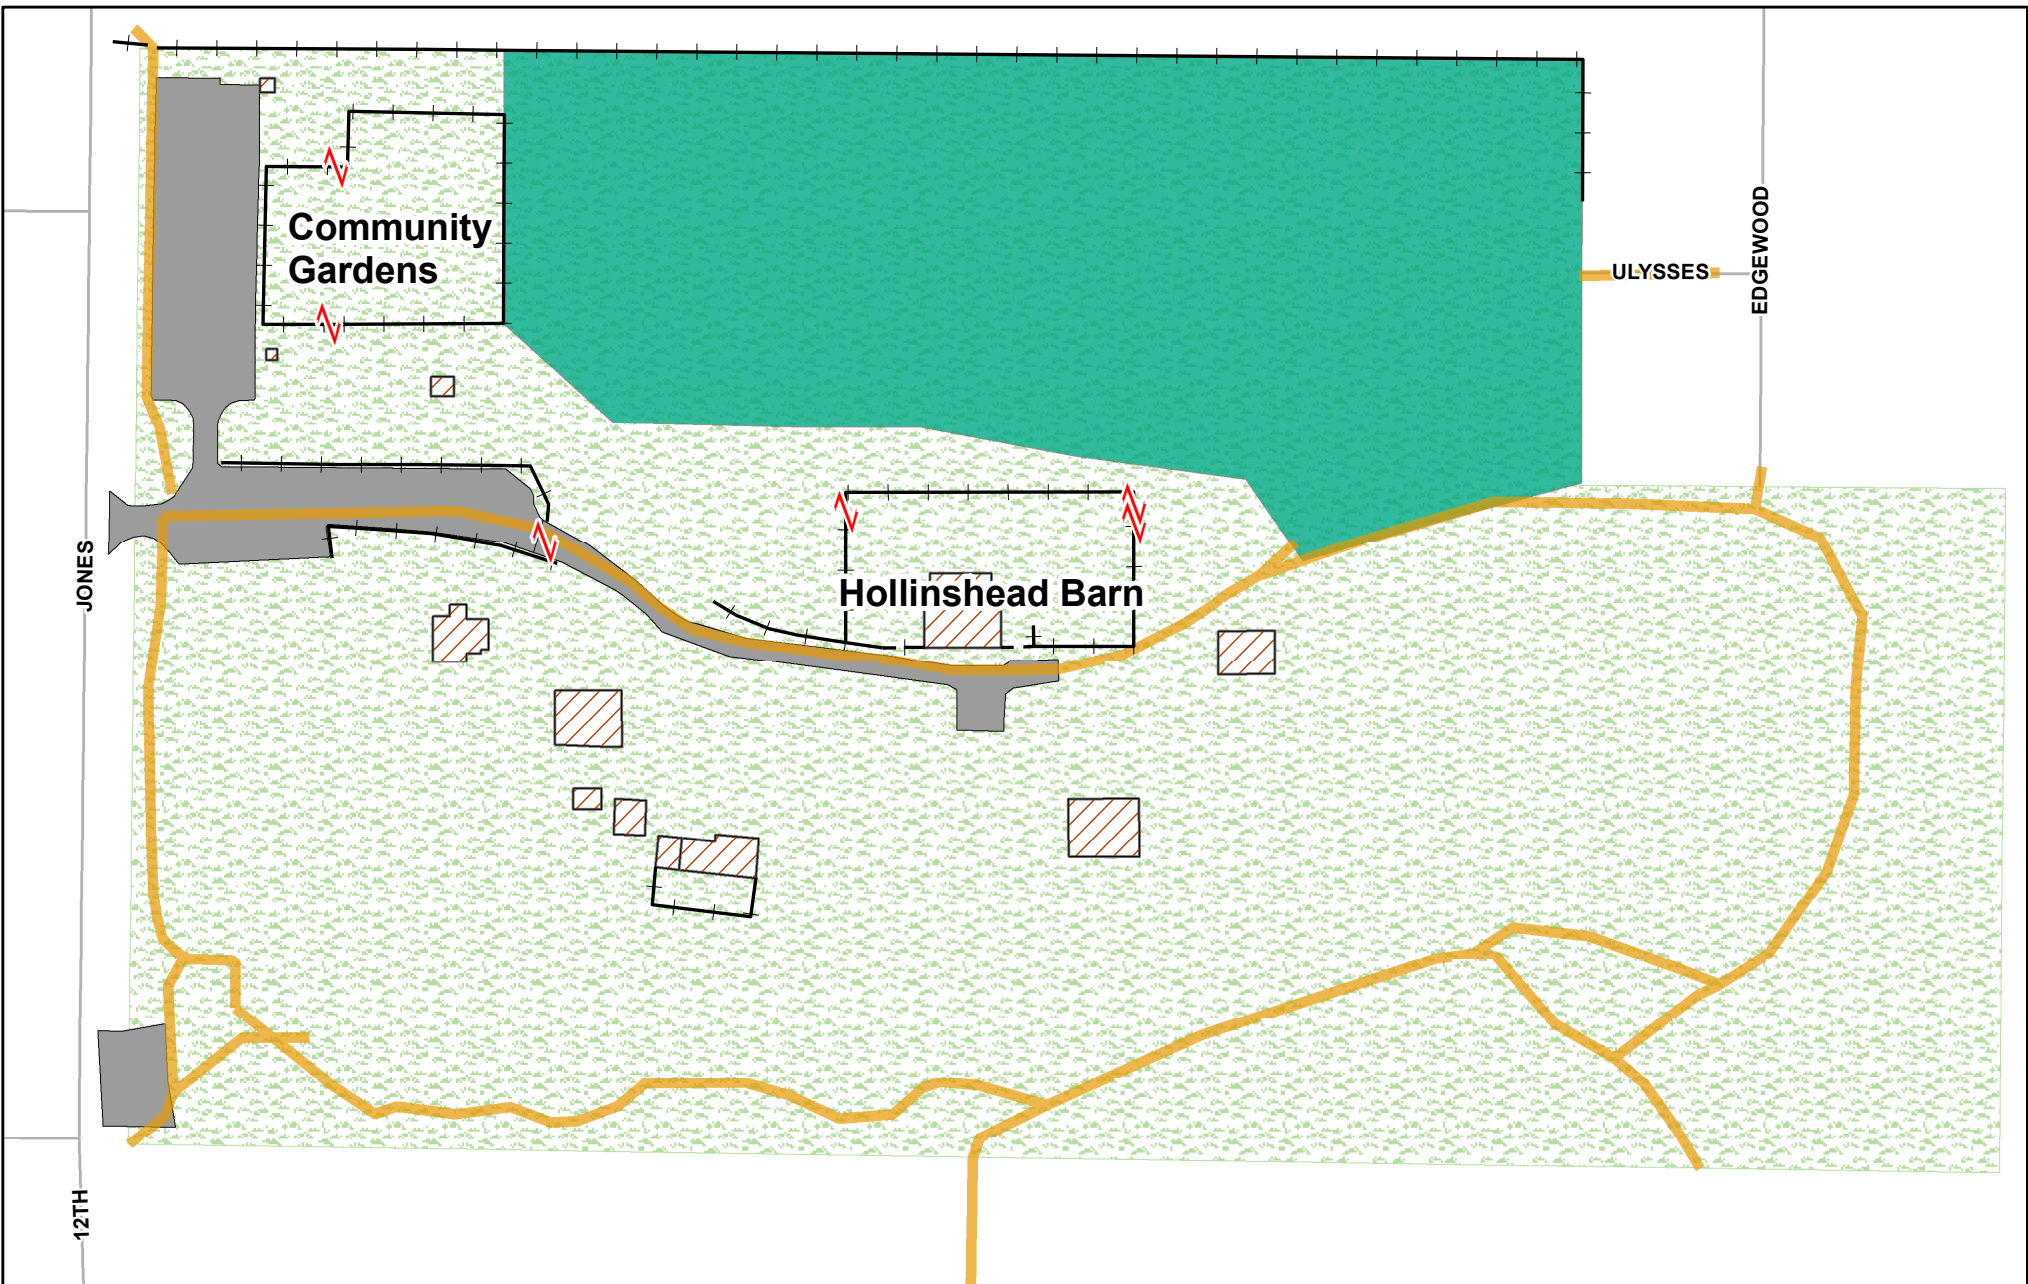 Community
Gardens
ULYSSES
EDGEWOOD
JONES
Hollinshead Barn
12TH